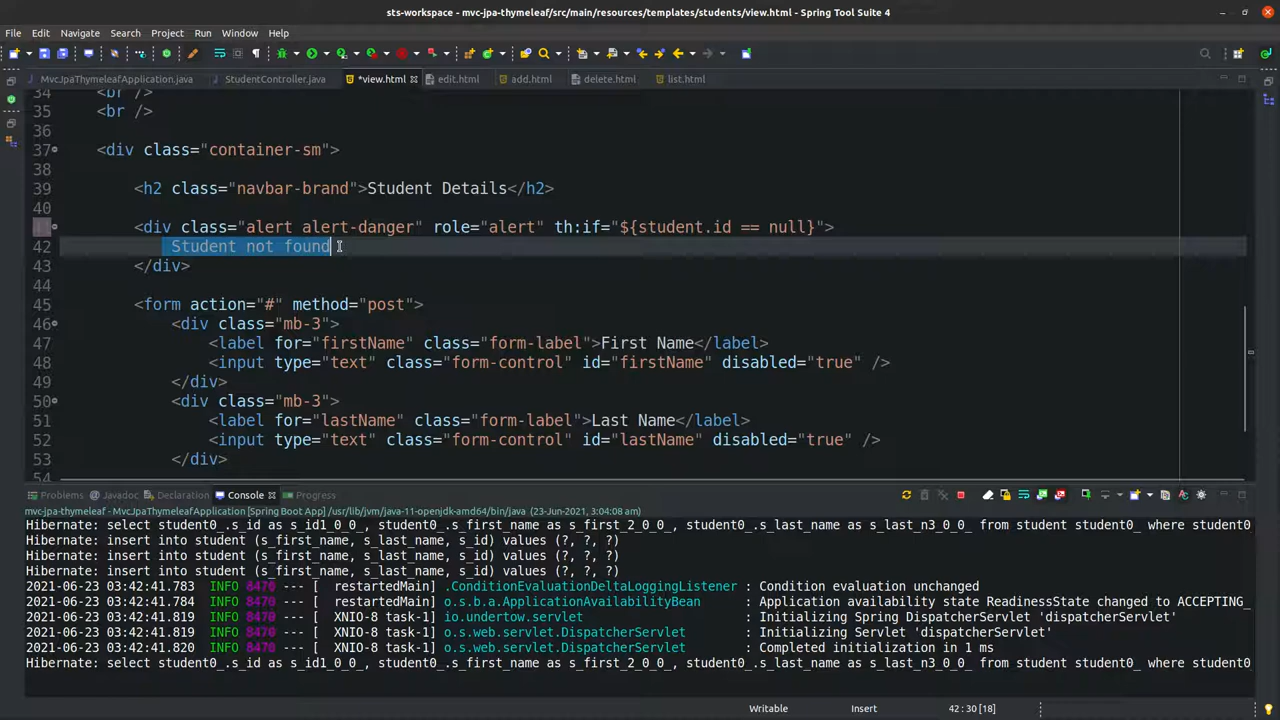 sts-workspace - mvc-jpa-thymeleaf/src/main/resources/templates/students/view.html - Spring Tool Suite 4
File Edit Navigate Search Project Run Window Help
MvcJpaThymeleafApplication.java StudentController.java *view.html edit.html add.html delete.html list.html
34 <br />
35 <br />
36
37 <div class="container-sm">
38
39 <h2 class="navbar-brand">Student Details</h2>
40
41 <div class="alert alert-danger" role="alert" th:if="${student.id == null}">
42 Student not found
43 </div>
44
45 <form action="#" method="post">
46 <div class="mb-3">
47 <label for="firstName" class="form-label">First Name</label>
48 <input type="text" class="form-control" id="firstName" disabled="true" />
49 </div>
50 <div class="mb-3">
51 <label for="lastName" class="form-label">Last Name</label>
52 <input type="text" class="form-control" id="lastName" disabled="true" />
53 </div>
54
Problems Javadoc Declaration Console Progress
mvc-jpa-thymeleaf - MvcJpaThymeleafApplication [Spring Boot App] /usr/lib/jvm/java-11-openjdk-amd64/bin/java (23-Jun-2021, 3:04:08 am)
Hibernate: select student0_.s_id as s_id1_0_0_, student0_.s_first_name as s_first_2_0_0_, student0_.s_last_name as s_last_n3_0_0_ from student student0_ where student0
Hibernate: insert into student (s_first_name, s_last_name, s_id) values (?, ?, ?)
Hibernate: insert into student (s_first_name, s_last_name, s_id) values (?, ?, ?)
Hibernate: insert into student (s_first_name, s_last_name, s_id) values (?, ?, ?)
2021-06-23 03:42:41.783 INFO 8470 --- [ restartedMain] .ConditionEvaluationDeltaLoggingListener : Condition evaluation unchanged
2021-06-23 03:42:41.784 INFO 8470 --- [ restartedMain] o.s.b.a.ApplicationAvailabilityBean : Application availability state ReadinessState changed to ACCEPTING_
2021-06-23 03:42:41.819 INFO 8470 --- [ XNIO-8 task-1] io.undertow.servlet : Initializing Spring DispatcherServlet 'dispatcherServlet'
2021-06-23 03:42:41.819 INFO 8470 --- [ XNIO-8 task-1] o.s.web.servlet.DispatcherServlet : Initializing Servlet 'dispatcherServlet'
2021-06-23 03:42:41.820 INFO 8470 --- [ XNIO-8 task-1] o.s.web.servlet.DispatcherServlet : Completed initialization in 1 ms
Hibernate: select student0_.s_id as s_id1_0_0_, student0_.s_first_name as s_first_2_0_0_, student0_.s_last_name as s_last_n3_0_0_ from student student0_ where student0
Writable Insert 42 : 30 [18]